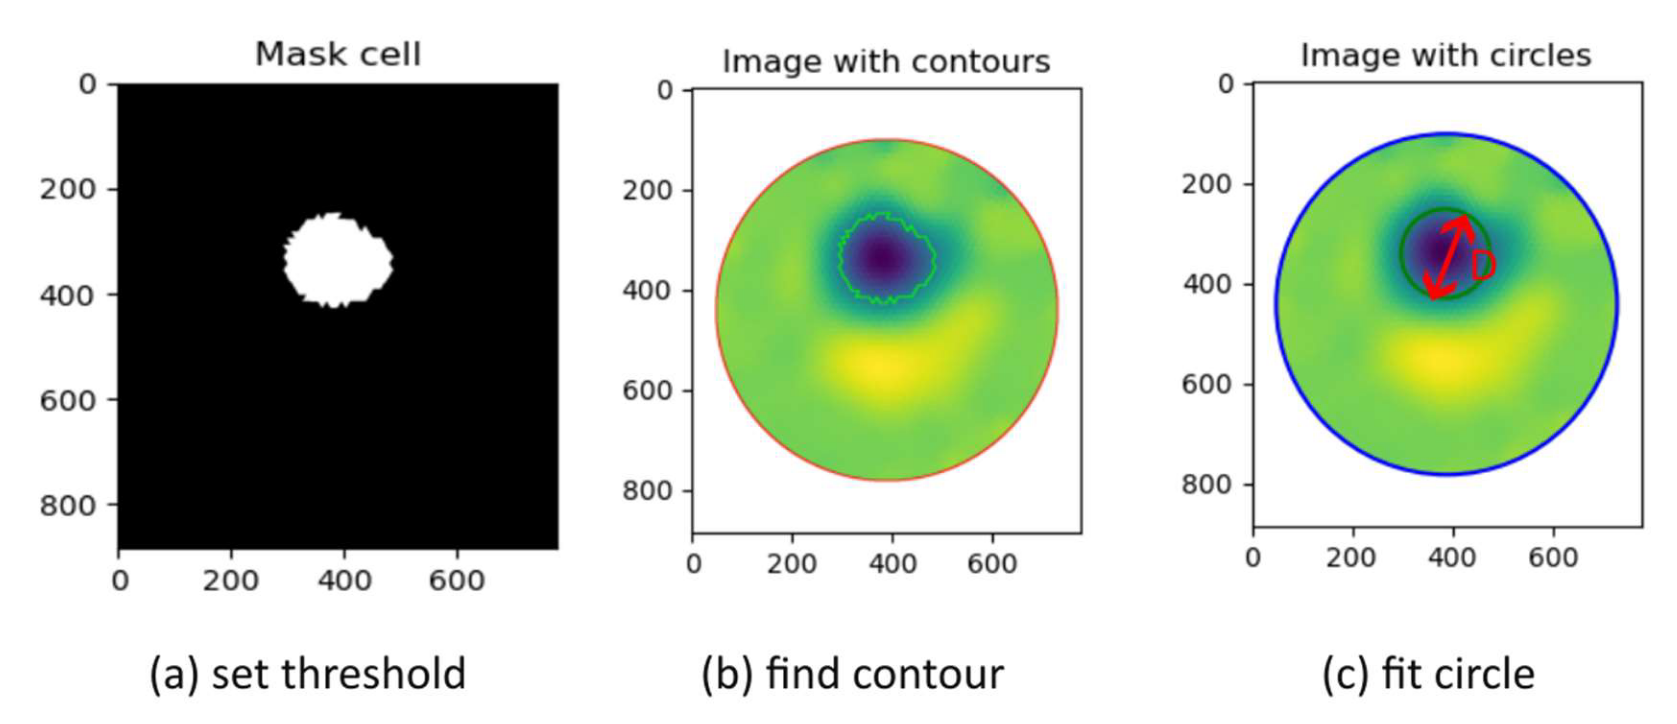 Mask cell
0
200
400
600
800
0 200 400 600
(a) set threshold
Image with contours
0
200
400
600
800
0 200 400 600
(b) find contour
Image with circles
0
200
400
600
800
D
0 200 400 600
(c) fit circle